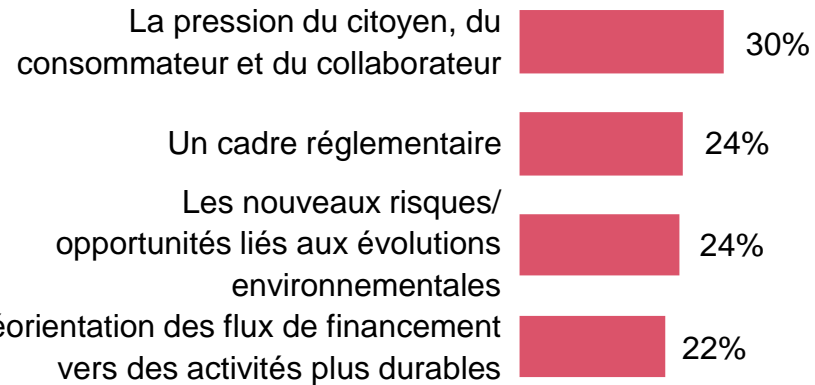 La pression du citoyen, du
consommateur et du collaborateur
30%
Un cadre réglementaire
24%
Les nouveaux risques/
opportunités liés aux évolutions
environnementales
24%
éorientation des flux de financement
vers des activités plus durables
22%